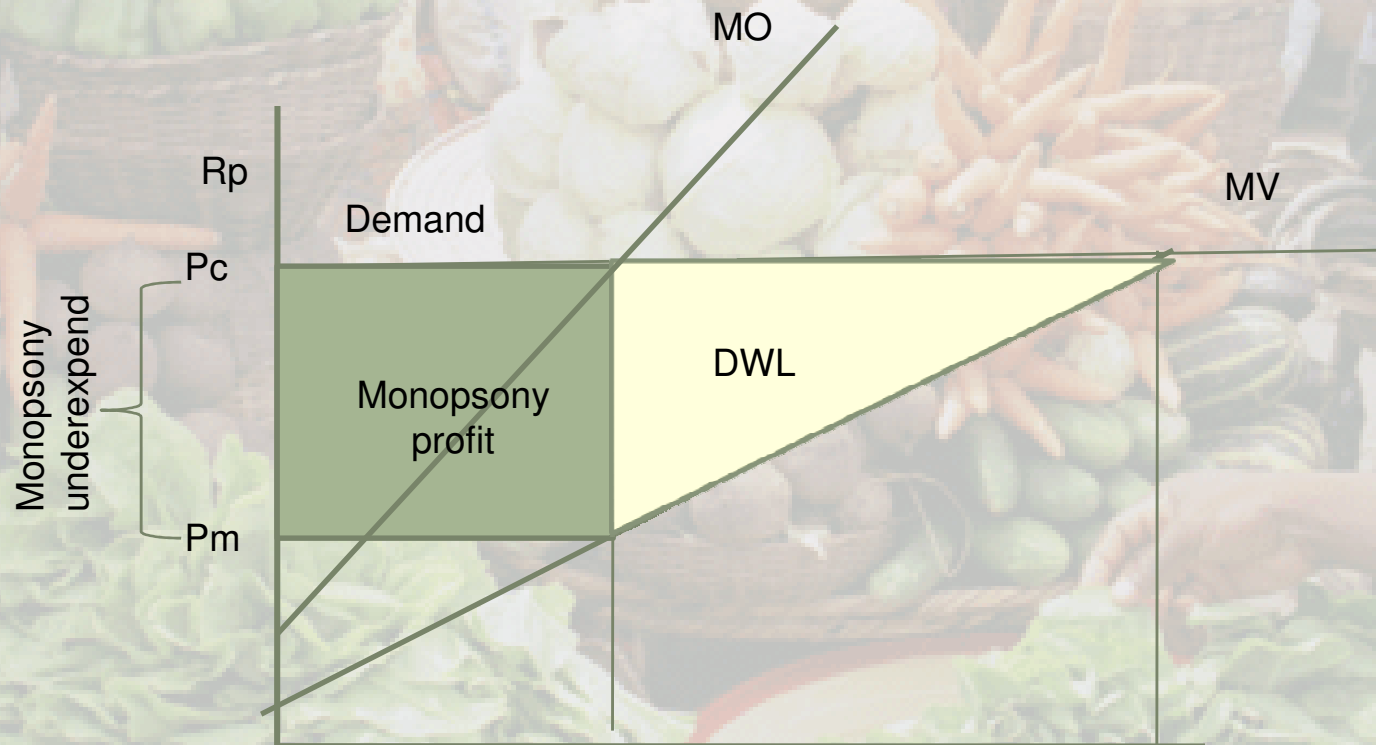 MO
Rp
MV
Demand
Pc
Monopsony
underexpend
DWL
Monopsony
profit
Pm